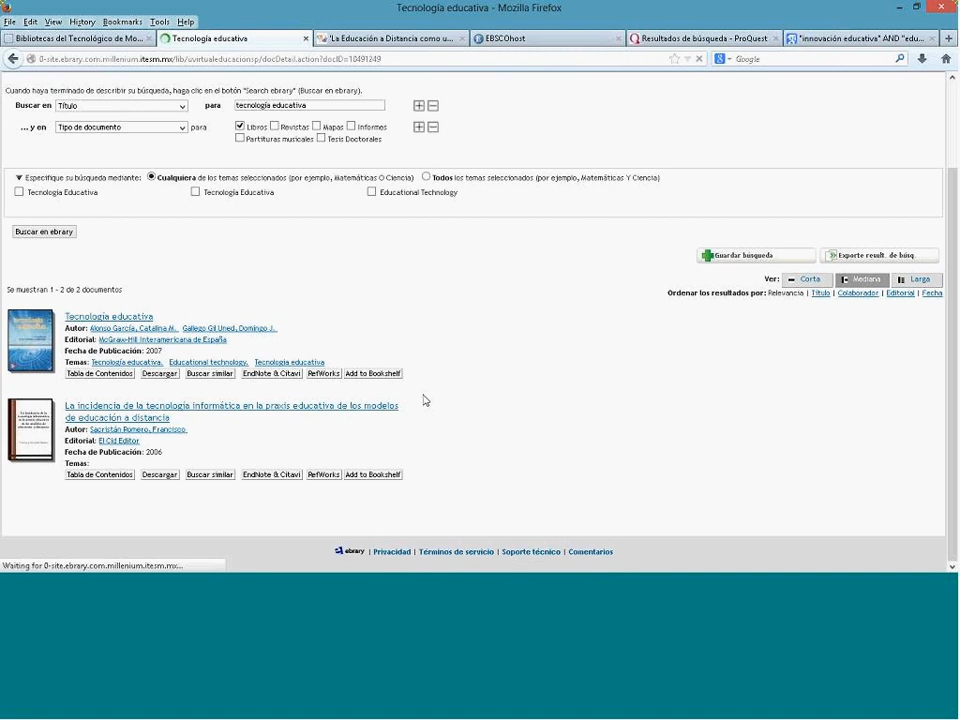 Tecnología educativa - Mozilla Firefox
File Edit View History Bookmarks Tools Help
Bibliotecas del Tecnológico de Mo... × Tecnología educativa × 'La Educación a Distancia como u... × EBSCOhost × Resultados de búsqueda - ProQuest × "innovación educativa" AND "edu... × +
0-site.ebrary.com.millenium.itesm.mx/lib/uvirtualeducacionsp/docDetail.action?docID=10491249 Google
Cuando haya terminado de describir su búsqueda, haga clic en el botón "Search ebrary" (Buscar en ebrary).
Buscar en Título para tecnología educativa
... y en Tipo de documento para Libros Revistas Mapas Informes
Partituras musicales Tesis Doctorales
▼ Especifique su búsqueda mediante: Cualquiera de los temas seleccionados (por ejemplo, Matemáticas O Ciencia) Todos los temas seleccionados (por ejemplo, Matemáticas Y Ciencia)
Tecnología Educativa Tecnología Educativa Educational Technology
Buscar en ebrary
Guardar búsqueda Exporte result. de búsq.
Ver: Corta Mediana Larga
Se muestran 1 - 2 de 2 documentos
Ordenar los resultados por: Relevancia | Título | Colaborador | Editorial | Fecha
Tecnología educativa
Autor: Alonso García, Catalina M. Gallego Gil Uned, Domingo J.
Editorial: McGraw-Hill Interamericana de España
Fecha de Publicación: 2007
Temas: Tecnología educativa. Educational technology. Tecnologia educativa
Tabla de Contenidos Descargar Buscar similar EndNote & Citavi RefWorks Add to Bookshelf
La incidencia de la tecnología informática en la praxis educativa de los modelos
de educación a distancia
Autor: Sacristán Romero, Francisco
Editorial: El Cid Editor
Fecha de Publicación: 2006
Temas:
Tabla de Contenidos Descargar Buscar similar EndNote & Citavi RefWorks Add to Bookshelf
ebrary | Privacidad | Términos de servicio | Soporte técnico | Comentarios
Waiting for 0-site.ebrary.com.millenium.itesm.mx...